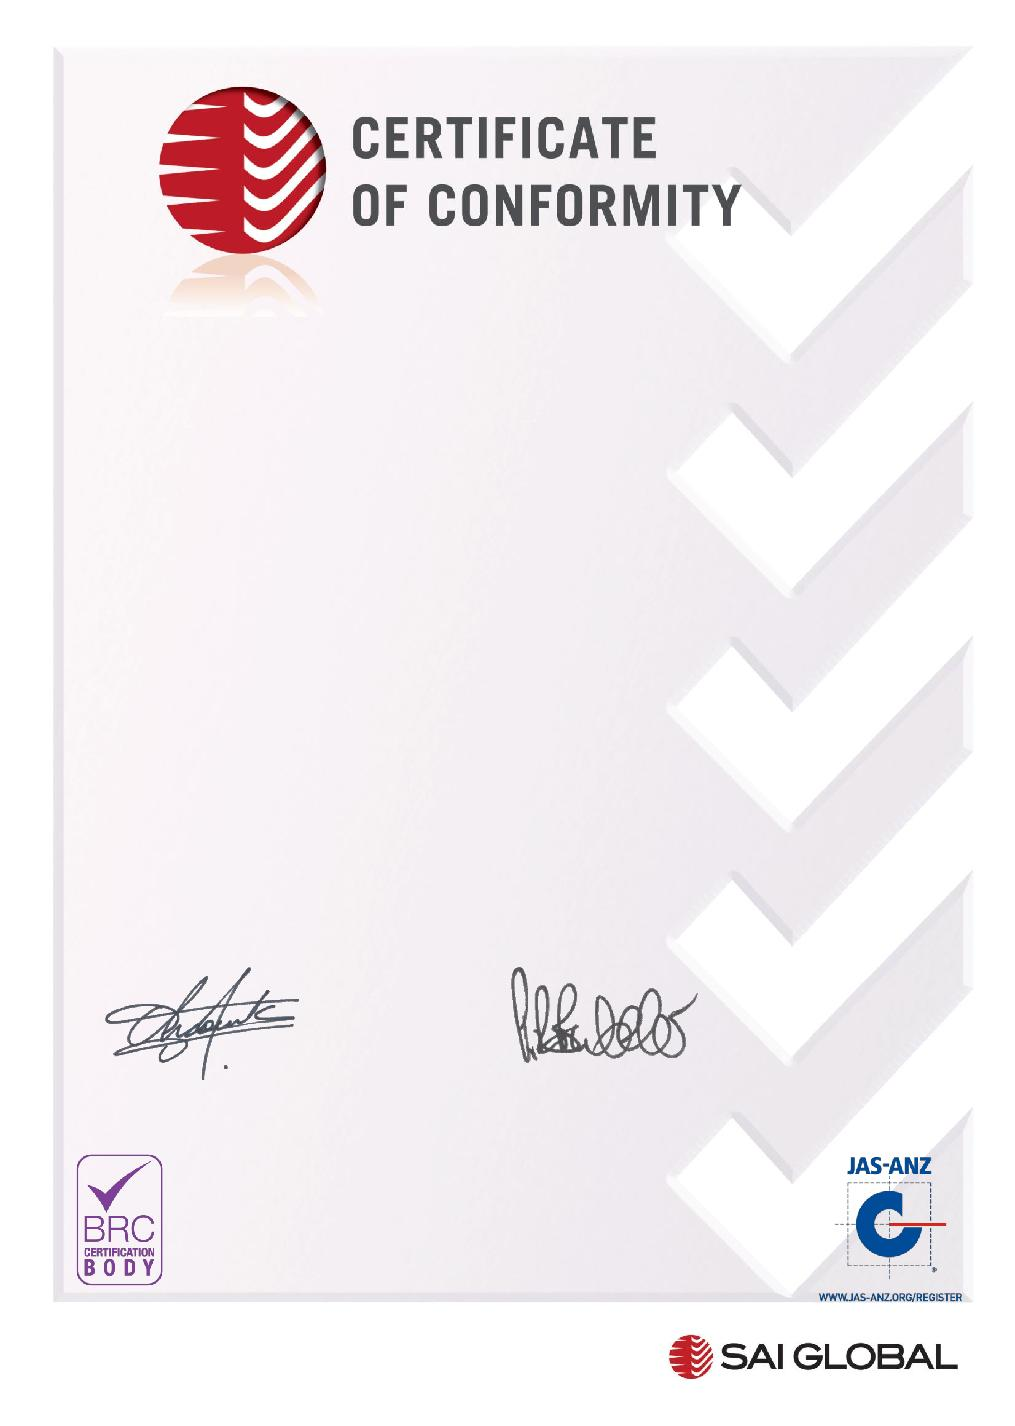 CERTIFICATE
OF CONFORMITY
BRC
CERTIFICATION
BODY
JAS-ANZ
®
WWW.JAS-ANZ.ORG/REGISTER
SAI GLOBAL